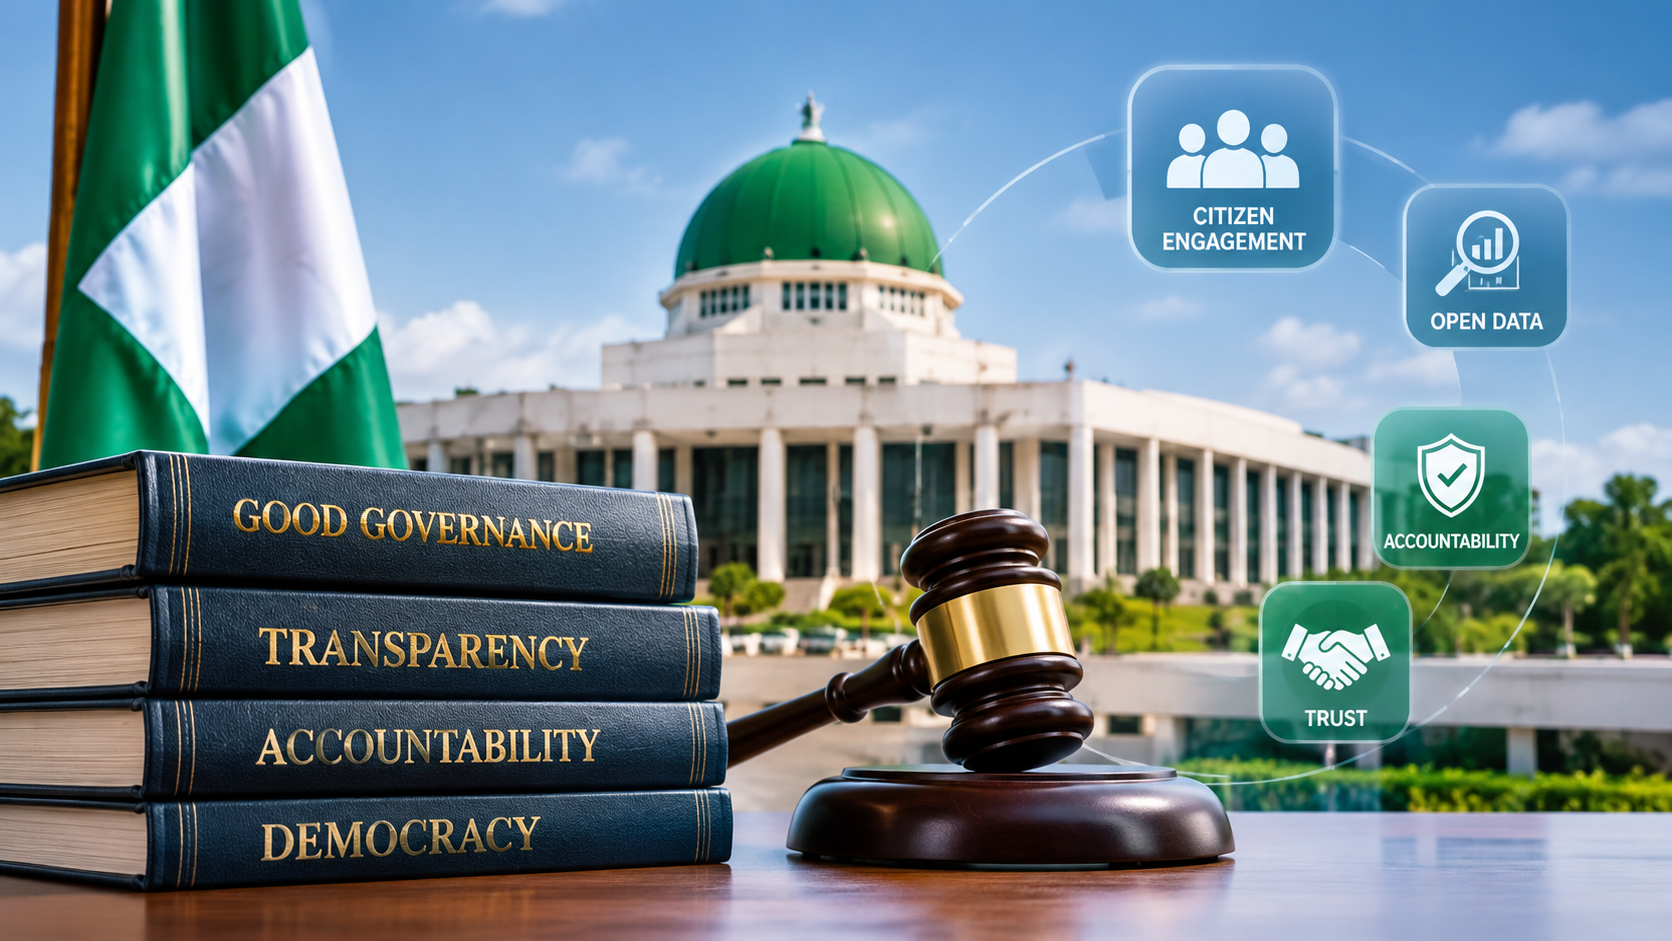 GOOD GOVERNANCE
TRANSPARENCY
ACCOUNTABILITY
DEMOCRACY
CITIZEN
ENGAGEMENT
OPEN DATA
ACCOUNTABILITY
TRUST